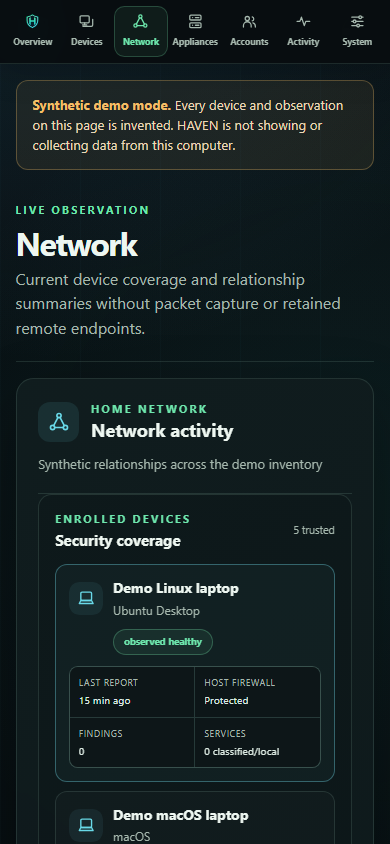 Overview
Devices
Network
Appliances
Accounts
Activity
System
Synthetic demo mode. Every device and observation
on this page is invented. HAVEN is not showing or
collecting data from this computer.
LIVE OBSERVATION
Network
Current device coverage and relationship
summaries without packet capture or retained
remote endpoints.
HOME NETWORK
Network activity
Synthetic relationships across the demo inventory
ENROLLED DEVICES
Security coverage
5 trusted
Demo Linux laptop
Ubuntu Desktop
observed healthy
LAST REPORT
15 min ago
HOST FIREWALL
Protected
FINDINGS
0
SERVICES
0 classified/local
Demo macOS laptop
macOS